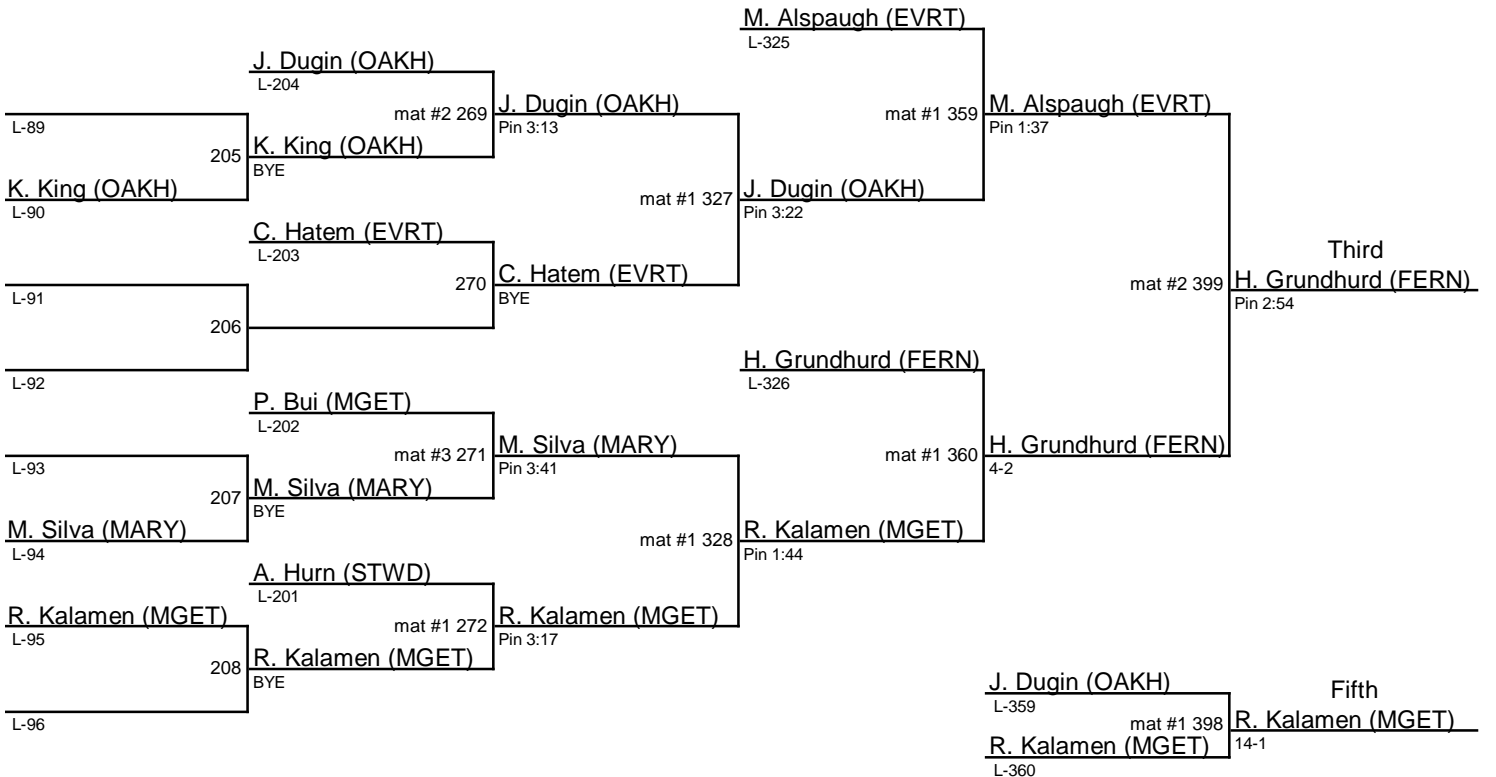 M. Alspaugh (EVRT)
L-325
J. Dugin (OAKH)
L-204
L-89
mat #2 269
J. Dugin (OAKH)
Pin 3:13
mat #1 359
M. Alspaugh (EVRT)
Pin 1:37
205
K. King (OAKH)
BYE
K. King (OAKH)
L-90
mat #1 327
J. Dugin (OAKH)
Pin 3:22
C. Hatem (EVRT)
L-203
L-91
270
C. Hatem (EVRT)
BYE
mat #2 399
Third
H. Grundhurd (FERN)
Pin 2:54
206
L-92
H. Grundhurd (FERN)
L-326
P. Bui (MGET)
L-202
L-93
mat #3 271
M. Silva (MARY)
Pin 3:41
mat #1 360
H. Grundhurd (FERN)
4-2
207
M. Silva (MARY)
BYE
M. Silva (MARY)
L-94
mat #1 328
R. Kalamen (MGET)
Pin 1:44
A. Hurn (STWD)
L-201
R. Kalamen (MGET)
L-95
mat #1 272
R. Kalamen (MGET)
Pin 3:17
208
R. Kalamen (MGET)
BYE
L-96
J. Dugin (OAKH)
L-359
mat #1 398
Fifth
R. Kalamen (MGET)
14-1
R. Kalamen (MGET)
L-360